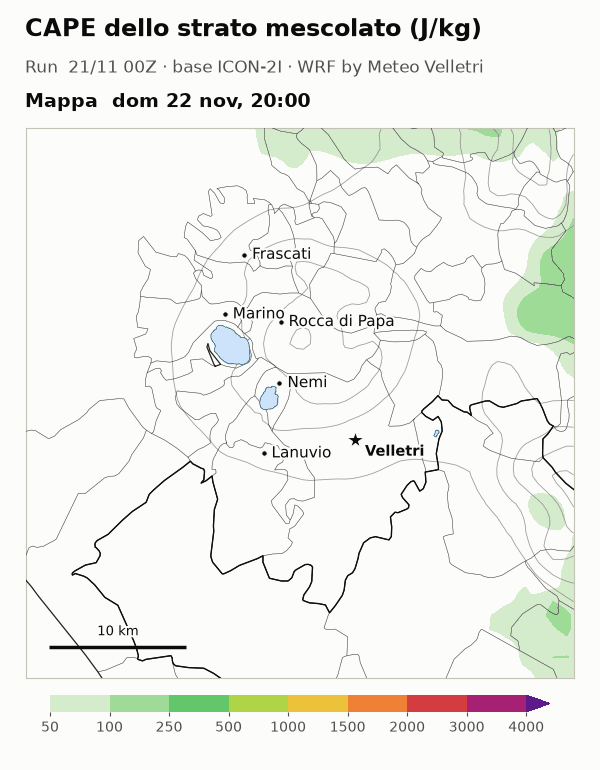 CAPE dello strato mescolato (J/kg)
Run 21/11 00Z · base ICON-2I · WRF by Meteo Velletri
Mappa dom 22 nov, 20:00
Frascati
Marino
Rocca di Papa
Nemi
Lanuvio
Velletri
10 km
50 100 250 500 1000 1500 2000 3000 4000